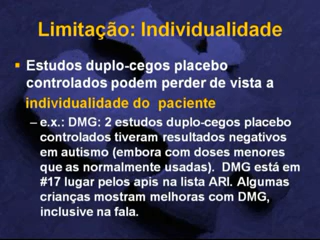 Limitação: Individualidade
Estudos duplo-cegos placebo
controlados podem perder de vista a
individualidade do paciente
– e.x.: DMG: 2 estudos duplo-cegos placebo
controlados tiveram resultados negativos
em autismo (embora com doses menores
que as normalmente usadas). DMG está em
#17 lugar pelos apis na lista ARI. Algumas
crianças mostram melhoras com DMG,
inclusive na fala.